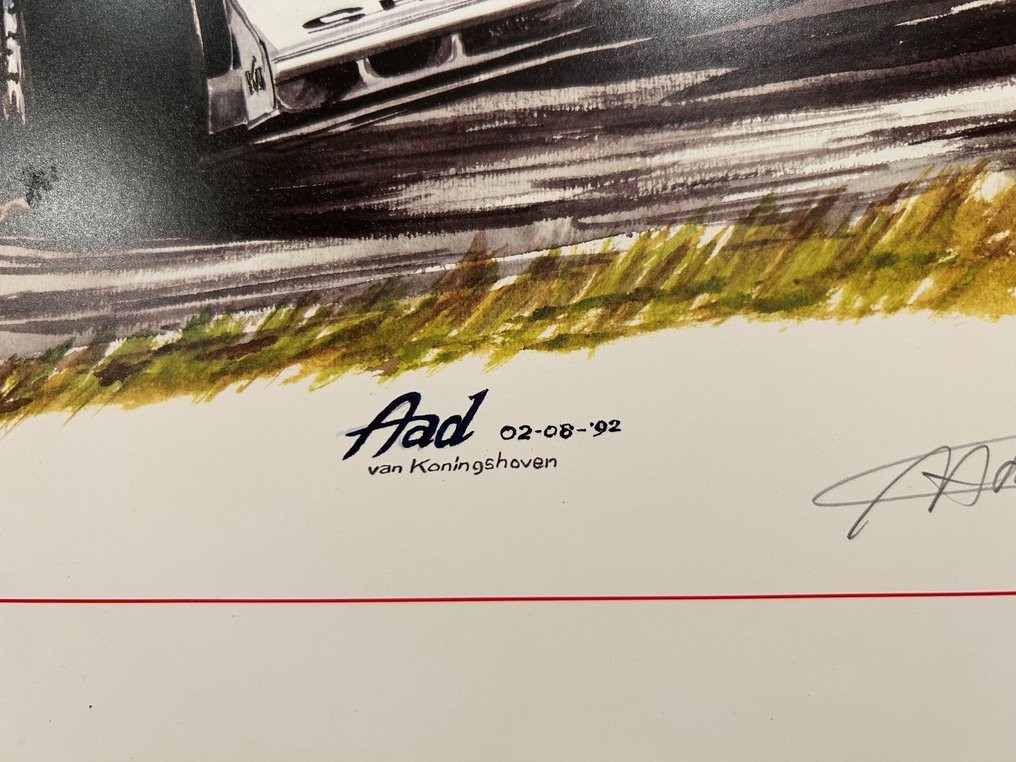 Aad 02-08-'92
van Koningshoven